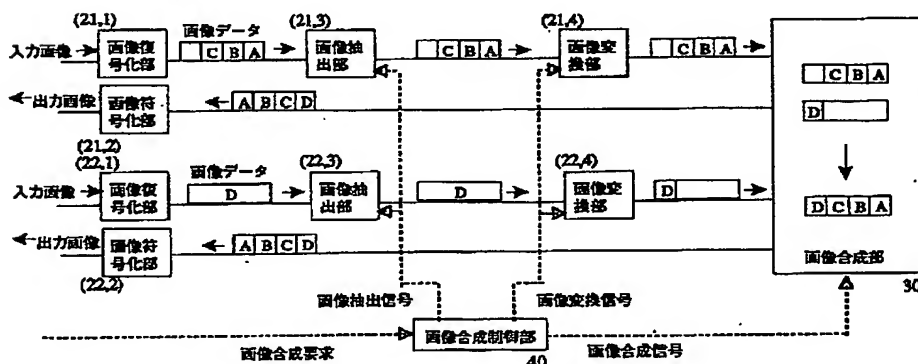 (21,1)
画像データ
(21,3)
(21,4)
入力画像
画像復
号化部
C B A
画像抽
出部
C B A
画像変
換部
C B A
C B A
出力画像
画像符
号化部
A B C D
D
(21,2)
(22,1)
画像データ
(22,3)
(22,4)
入力画像
画像復
号化部
D
画像抽
出部
D
画像変
換部
D
D C B A
出力画像
画像符
号化部
A B C D
画像合成部
(22,2)
30
画像抽出信号
画像変換信号
画像合成要求
画像合成制御部
画像合成信号
40